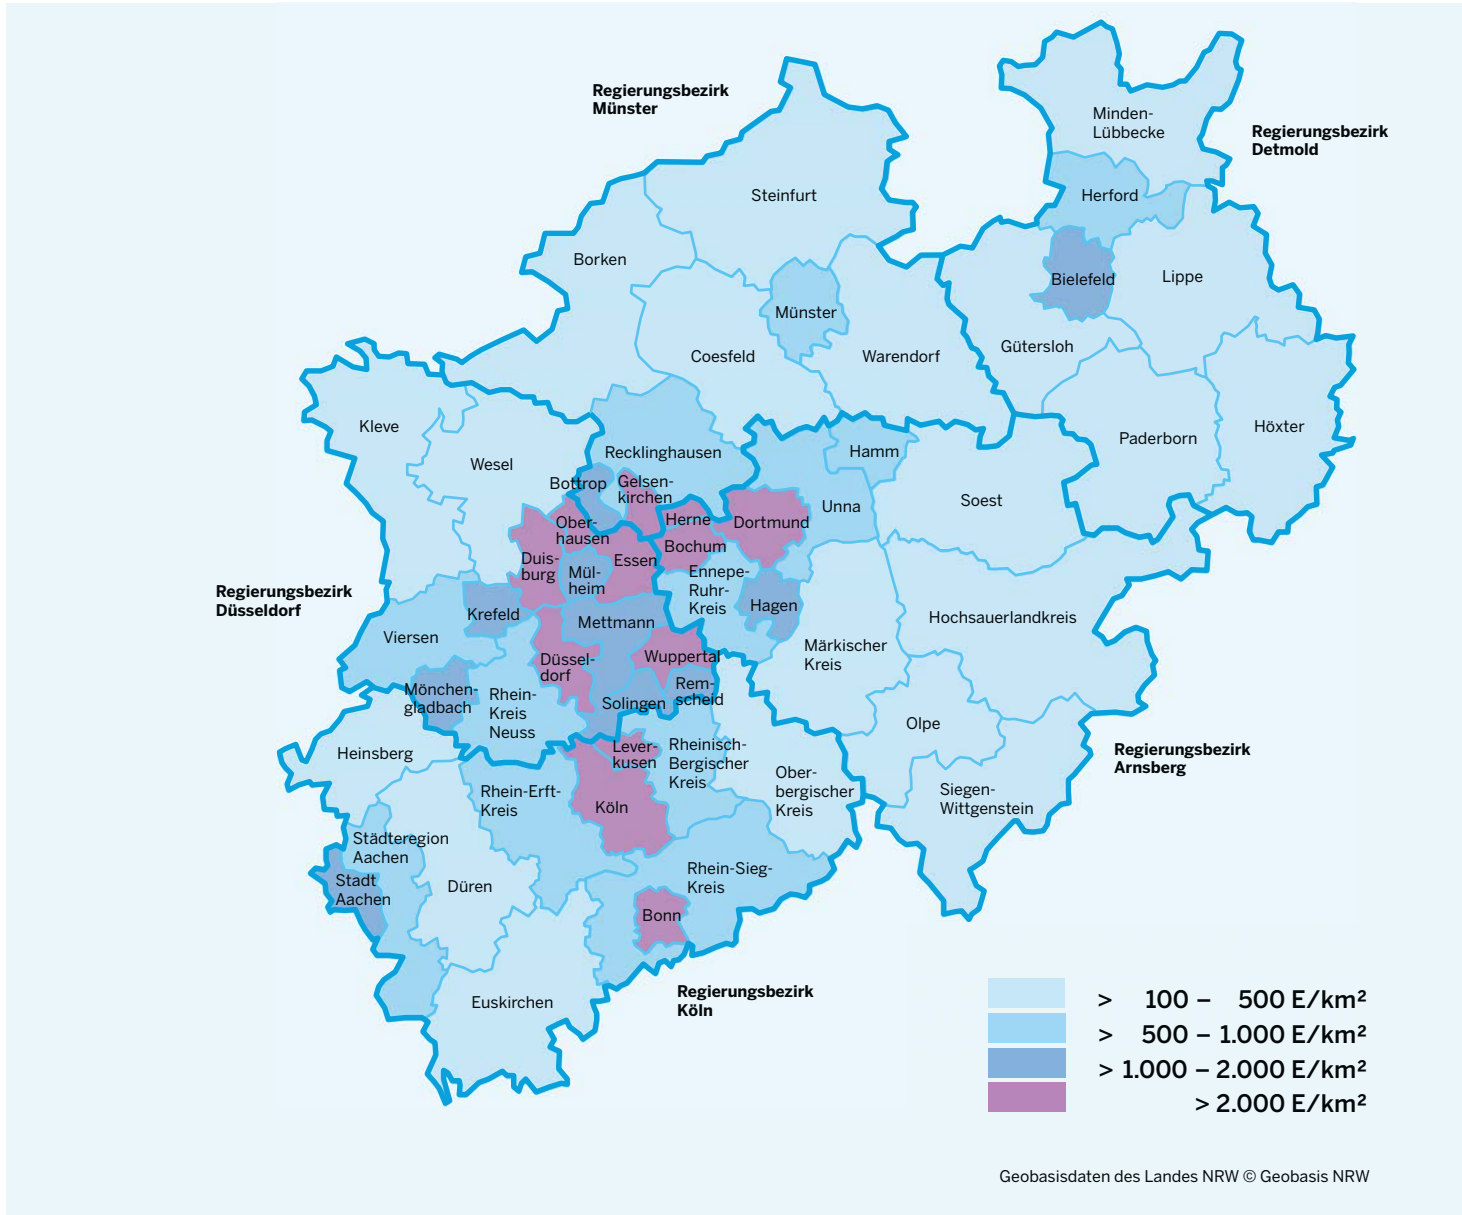 Regierungsbezirk
Münster
Minden-
Lübbecke
Regierungsbezirk
Detmold
Steinfurt
Herford
Borken
Bielefeld
Lippe
Münster
Gütersloh
Coesfeld
Warendorf
Kleve
Höxter
Paderborn
Recklinghausen
Hamm
Wesel
Bottrop
Gelsen-
kirchen
Soest
Unna
Ober-
hausen
Herne
Dortmund
Bochum
Duis-
burg
Essen
Mül-
heim
Ennepe-
Ruhr-
Kreis
Hagen
Regierungsbezirk
Düsseldorf
Krefeld
Mettmann
Hochsauerlandkreis
Viersen
Märkischer
Kreis
Düssel-
dorf
Wuppertal
Mönchen-
gladbach
Rhein-
Kreis
Neuss
Solingen
Rem-
scheid
Olpe
Heinsberg
Lever-
kusen
Rheinisch-
Bergischer
Kreis
Regierungsbezirk
Arnsberg
Ober-
bergischer
Kreis
Rhein-Erft-
Kreis
Köln
Siegen-
Wittgenstein
Städteregion
Aachen
Stadt
Aachen
Düren
Rhein-Sieg-
Kreis
Bonn
Euskirchen
Regierungsbezirk
Köln
> 100 – 500 E/km²
> 500 – 1.000 E/km²
> 1.000 – 2.000 E/km²
> 2.000 E/km²
Geobasisdaten des Landes NRW © Geobasis NRW